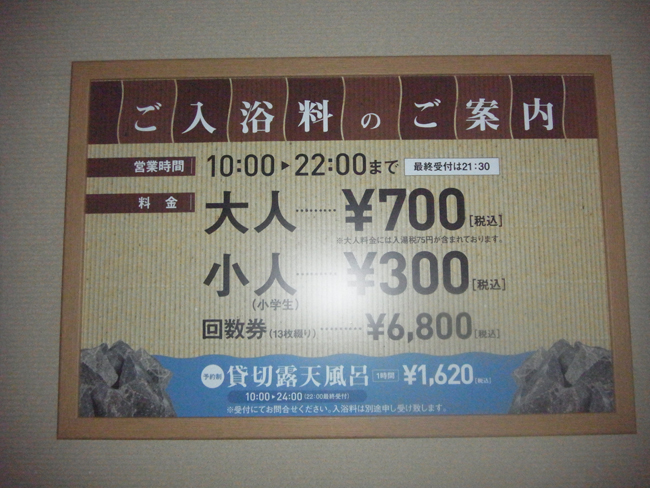 ご入浴料のご案内
営業時間 10:00▶22:00まで 最終受付は21:30
料金 大人………¥700[税込]
※大人料金には入湯税75円が含まれております。
小人………¥300[税込]
(小学生)
回数券(13枚綴り)………¥6,800[税込]
予約制 貸切露天風呂 1時間 ¥1,620[税込]
10:00▶24:00(22:00最終受付)
※受付にてお問合せください。入浴料は別途申し受け致します。